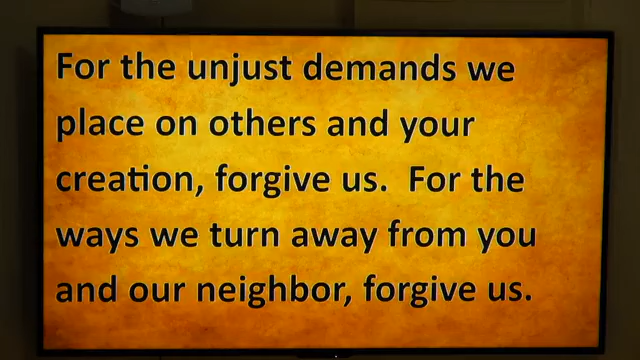 For the unjust demands we
place on others and your
creation, forgive us.  For the
ways we turn away from you
and our neighbor, forgive us.